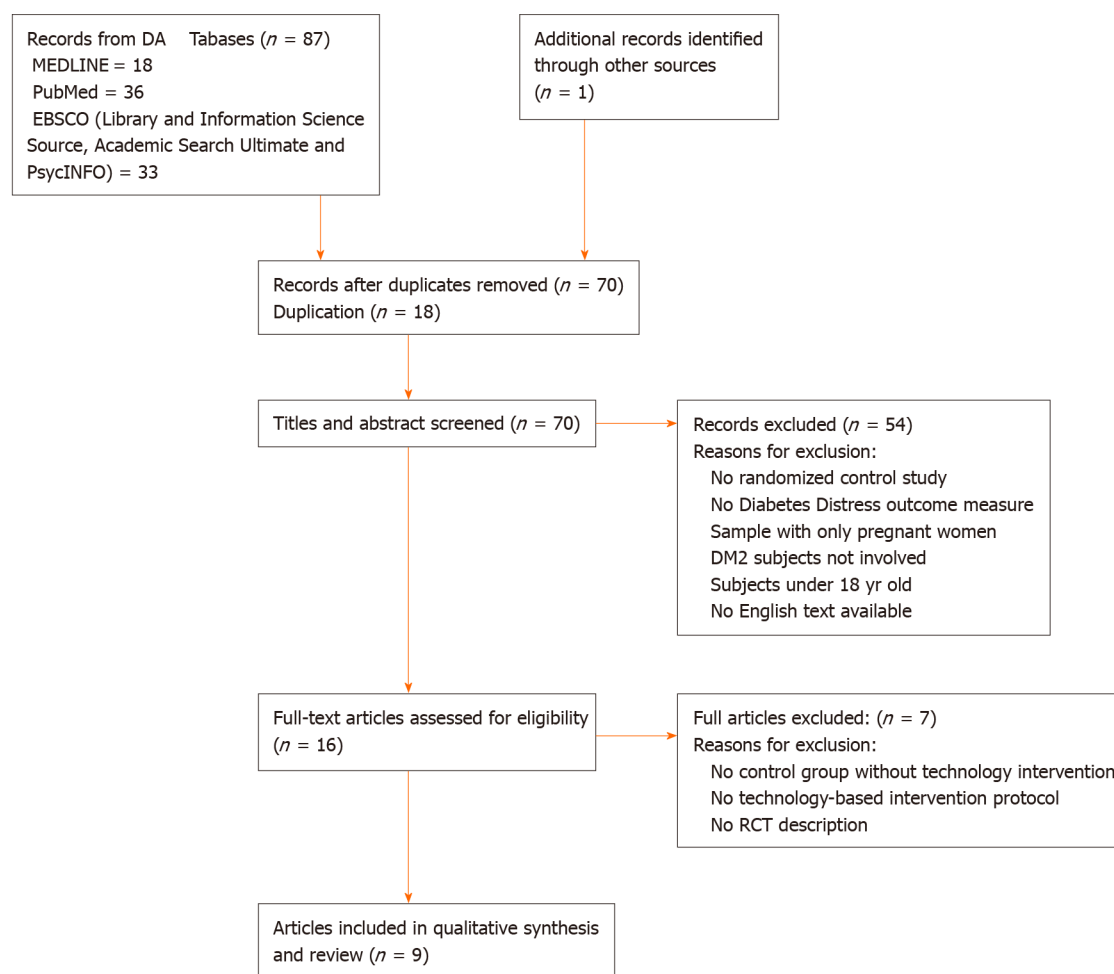 Records from DA Tabases (n = 87)
MEDLINE = 18
PubMed = 36
EBSCO (Library and Information Science
Source, Academic Search Ultimate and
PsycINFO) = 33
Additional records identified
through other sources
(n = 1)
Records after duplicates removed (n = 70)
Duplication (n = 18)
Titles and abstract screened (n = 70)
Records excluded (n = 54)
Reasons for exclusion:
No randomized control study
No Diabetes Distress outcome measure
Sample with only pregnant women
DM2 subjects not involved
Subjects under 18 yr old
No English text available
Full-text articles assessed for eligibility
(n = 16)
Full articles excluded: (n = 7)
Reasons for exclusion:
No control group without technology intervention
No technology-based intervention protocol
No RCT description
Articles included in qualitative synthesis
and review (n = 9)